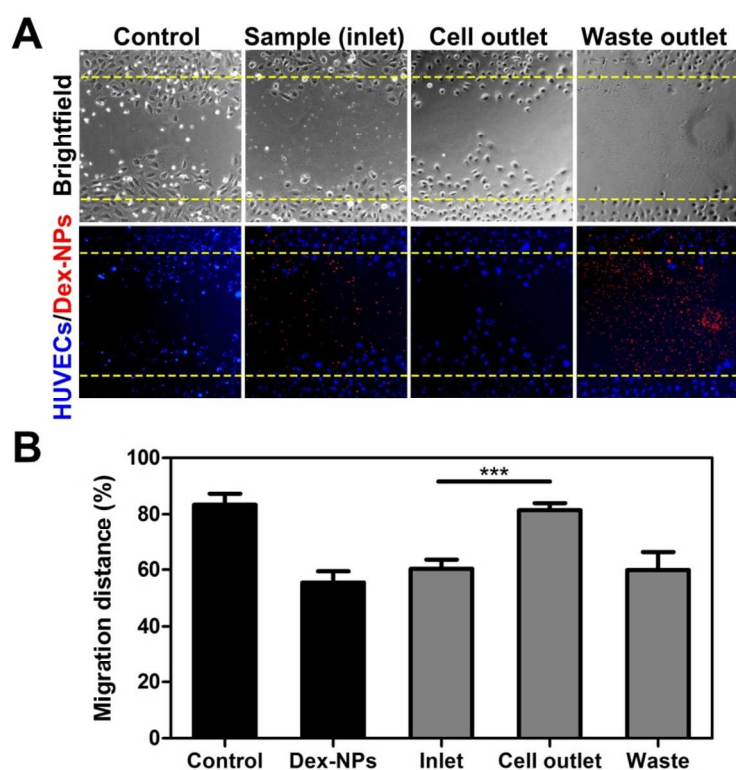 A
Control Sample (inlet) Cell outlet Waste outlet
Brightfield
HUVECs/Dex-NPs
B
Migration distance (%)
100
80
60
40
20
0
***
Control Dex-NPs Inlet Cell outlet Waste